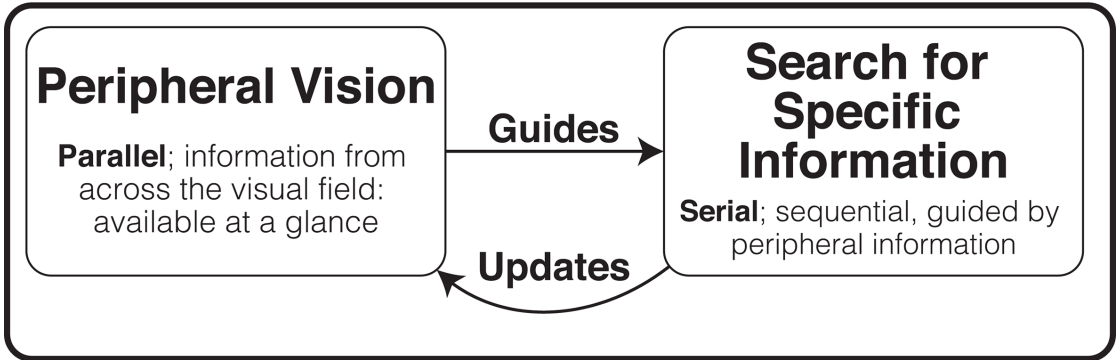 Peripheral Vision
Parallel; information from
across the visual field:
available at a glance
Guides
Updates
Search for
Specific
Information
Serial; sequential, guided by
peripheral information